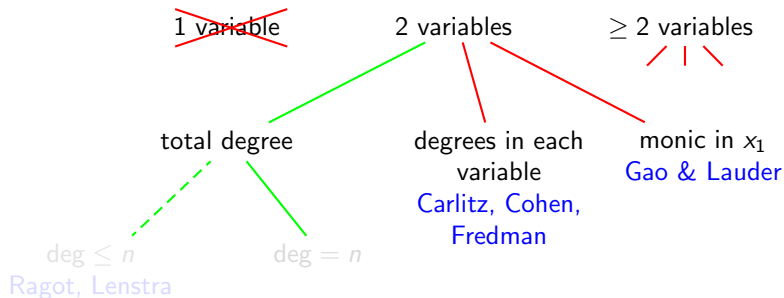 1 variable
2 variables
≥ 2 variables
total degree
degrees in each
variable
Carlitz, Cohen,
Fredman
monic in x₁
Gao & Lauder
deg ≤ n
Ragot, Lenstra
deg = n